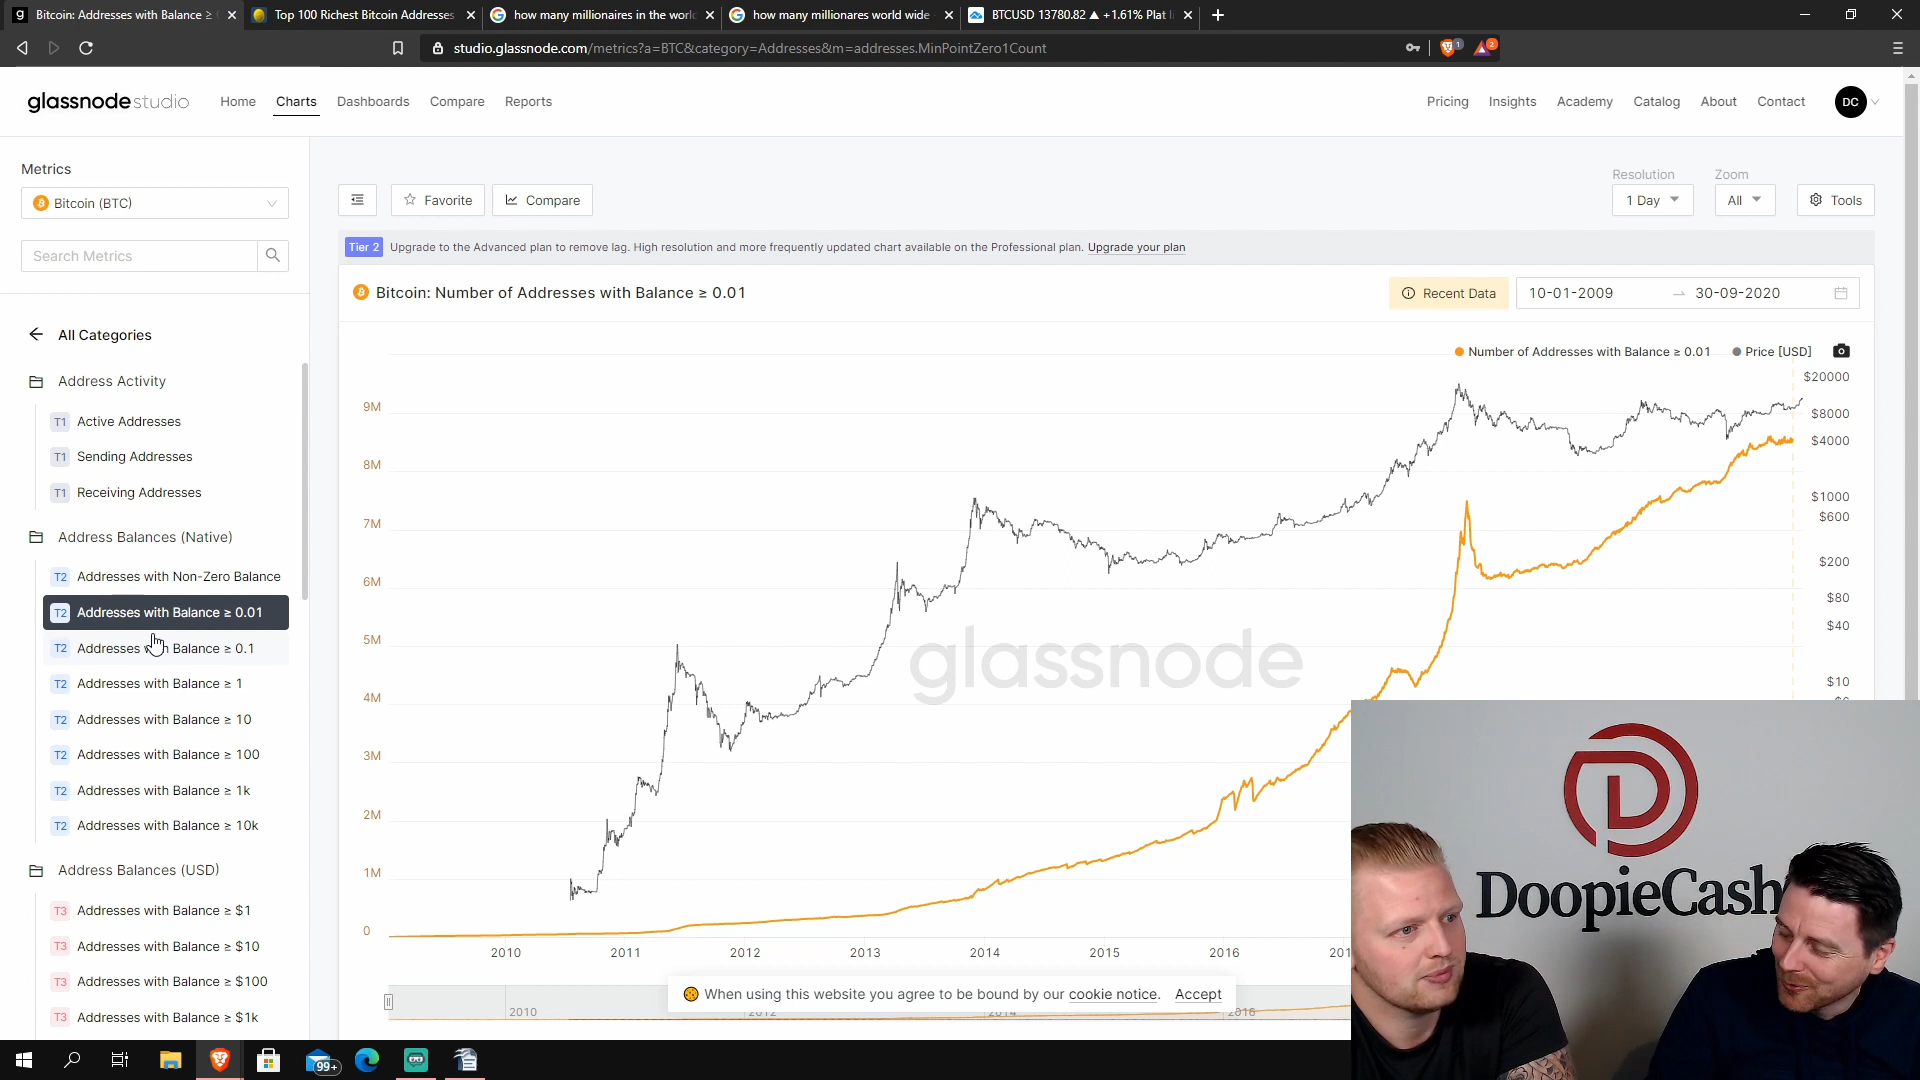 Bitcoin: Addresses with Balance ≥
Top 100 Richest Bitcoin Addresses
how many millionaires in the worl
how many millionares world wide
BTCUSD 13780.82 ▲ +1.61% Plat l
studio.glassnode.com/metrics?a=BTC&category=Addresses&m=addresses.MinPointZero1Count
1
2
glassnodestudio
Home
Charts
Dashboards
Compare
Reports
Pricing
Insights
Academy
Catalog
About
Contact
DC
Metrics
Bitcoin (BTC)
Search Metrics
All Categories
Address Activity
T1 Active Addresses
T1 Sending Addresses
T1 Receiving Addresses
Address Balances (Native)
T2 Addresses with Non-Zero Balance
T2 Addresses with Balance ≥ 0.01
T2 Addresses with Balance ≥ 0.1
T2 Addresses with Balance ≥ 1
T2 Addresses with Balance ≥ 10
T2 Addresses with Balance ≥ 100
T2 Addresses with Balance ≥ 1k
T2 Addresses with Balance ≥ 10k
Address Balances (USD)
T3 Addresses with Balance ≥ $1
T3 Addresses with Balance ≥ $10
T3 Addresses with Balance ≥ $100
T3 Addresses with Balance ≥ $1k
Favorite
Compare
Resolution
1 Day
Zoom
All
Tools
Tier 2 Upgrade to the Advanced plan to remove lag. High resolution and more frequently updated chart available on the Professional plan. Upgrade your plan
Bitcoin: Number of Addresses with Balance ≥ 0.01
Recent Data
10-01-2009 → 30-09-2020
Number of Addresses with Balance ≥ 0.01
Price [USD]
9M
8M
7M
6M
5M
4M
3M
2M
1M
0
$20000
$8000
$4000
$1000
$600
$200
$80
$40
$10
glassnode
2010 2011 2012 2013 2014 2015 2016 201
2010 2012 2014 2016
When using this website you agree to be bound by our cookie notice. Accept
DoopieCash
99+